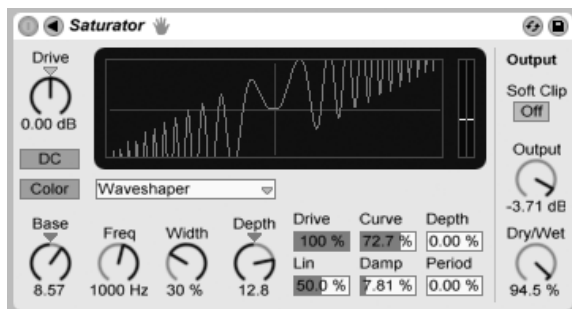 Saturator
Drive
0.00 dB
DC
Color
Waveshaper
Base
8.57
Freq
1000 Hz
Width
30 %
Depth
12.8
Drive
100 %
Curve
72.7 %
Depth
0.00 %
Lin
50.0 %
Damp
7.81 %
Period
0.00 %
Output
Soft Clip
Off
Output
-3.71 dB
Dry/Wet
94.5 %